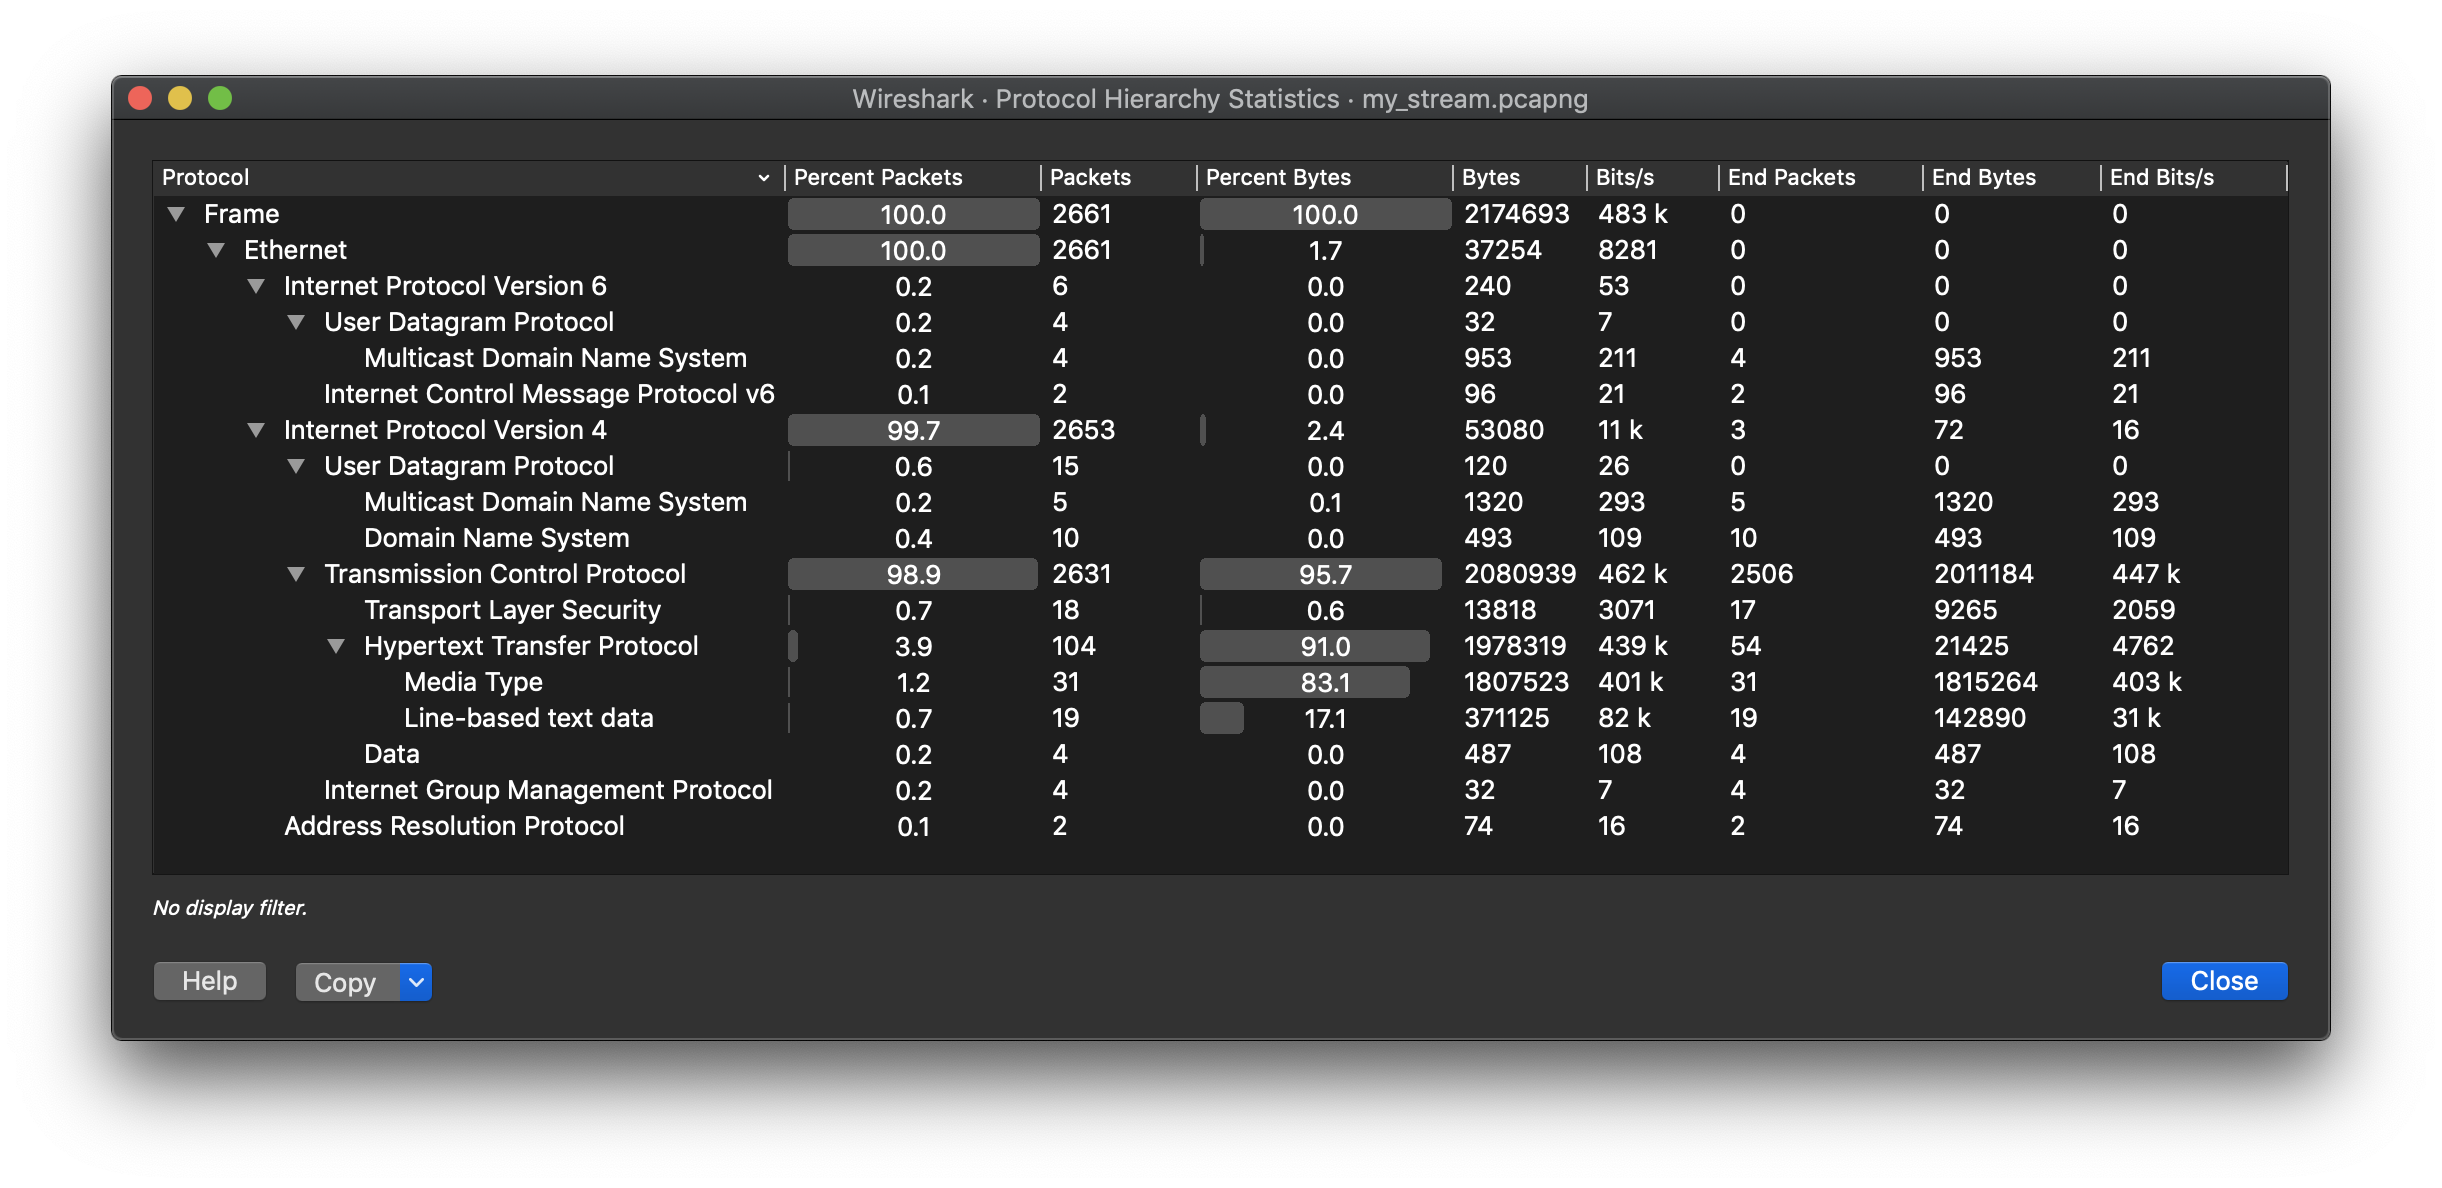 Wireshark · Protocol Hierarchy Statistics · my_stream.pcapng
Protocol Percent Packets Packets Percent Bytes Bytes Bits/s End Packets End Bytes End Bits/s
Frame 100.0 2661 100.0 2174693 483 k 0 0 0
Ethernet 100.0 2661 1.7 37254 8281 0 0 0
Internet Protocol Version 6 0.2 6 0.0 240 53 0 0 0
User Datagram Protocol 0.2 4 0.0 32 7 0 0 0
Multicast Domain Name System 0.2 4 0.0 953 211 4 953 211
Internet Control Message Protocol v6 0.1 2 0.0 96 21 2 96 21
Internet Protocol Version 4 99.7 2653 2.4 53080 11 k 3 72 16
User Datagram Protocol 0.6 15 0.0 120 26 0 0 0
Multicast Domain Name System 0.2 5 0.1 1320 293 5 1320 293
Domain Name System 0.4 10 0.0 493 109 10 493 109
Transmission Control Protocol 98.9 2631 95.7 2080939 462 k 2506 2011184 447 k
Transport Layer Security 0.7 18 0.6 13818 3071 17 9265 2059
Hypertext Transfer Protocol 3.9 104 91.0 1978319 439 k 54 21425 4762
Media Type 1.2 31 83.1 1807523 401 k 31 1815264 403 k
Line-based text data 0.7 19 17.1 371125 82 k 19 142890 31 k
Data 0.2 4 0.0 487 108 4 487 108
Internet Group Management Protocol 0.2 4 0.0 32 7 4 32 7
Address Resolution Protocol 0.1 2 0.0 74 16 2 74 16
No display filter.
Help Copy Close